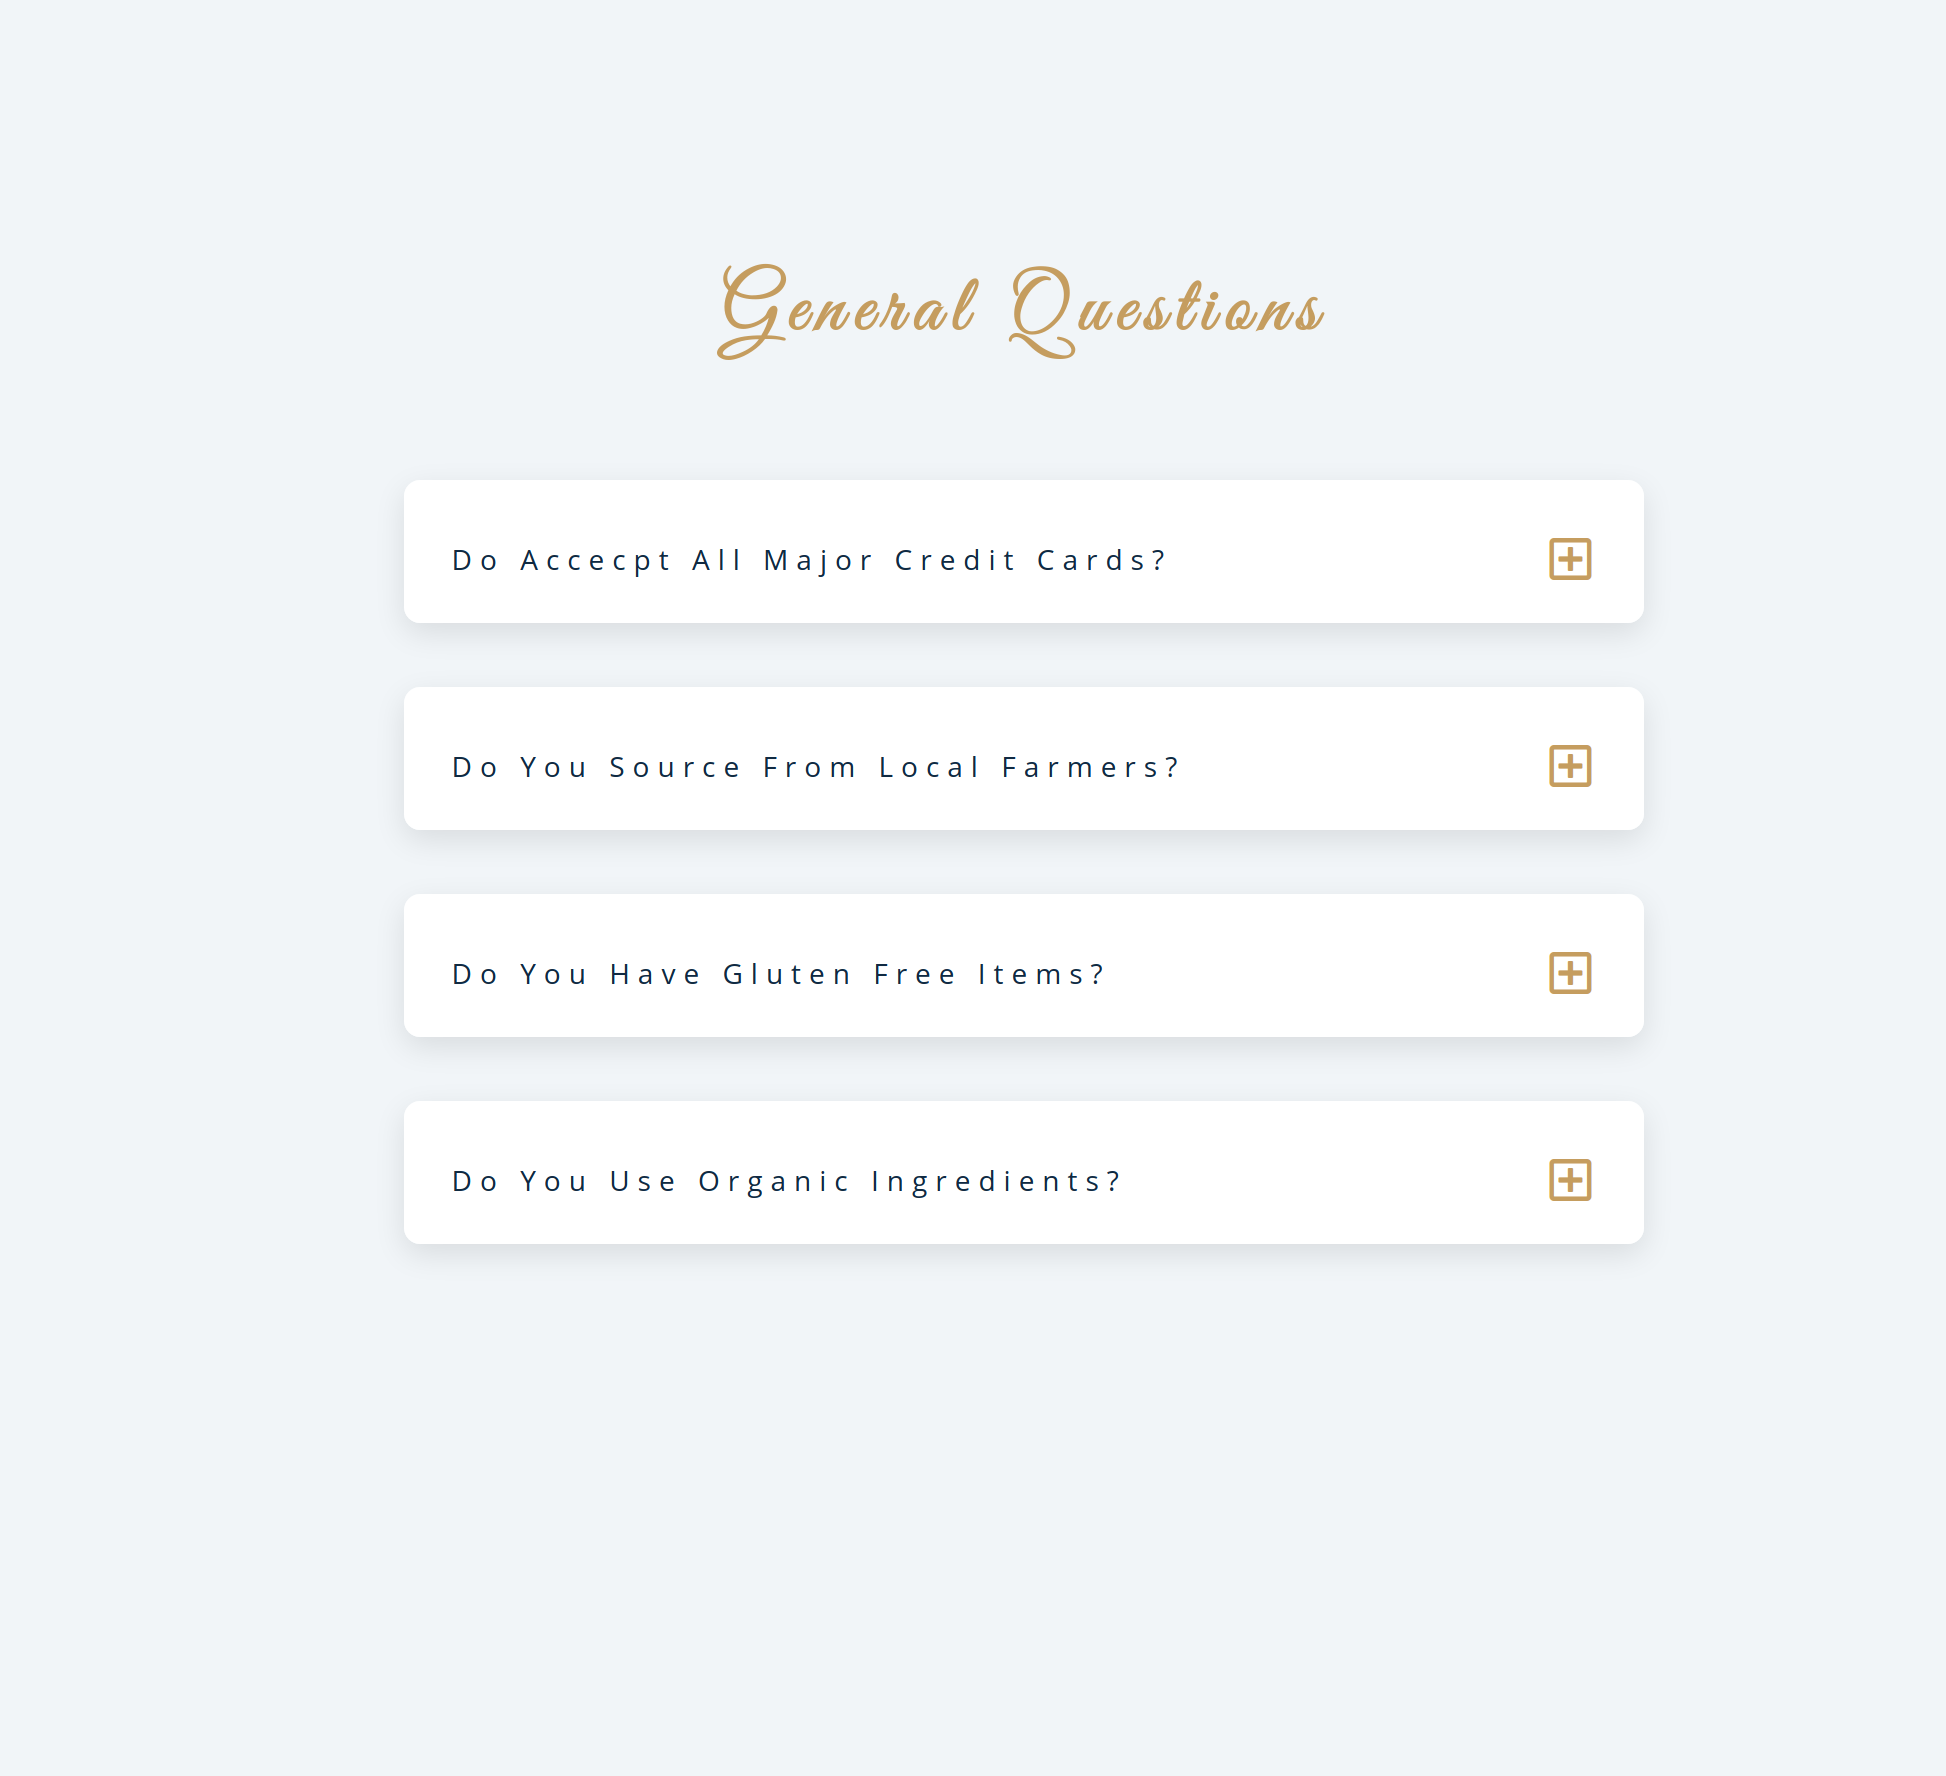 General Questions
Do Accecpt All Major Credit Cards?
Do You Source From Local Farmers?
Do You Have Gluten Free Items?
Do You Use Organic Ingredients?